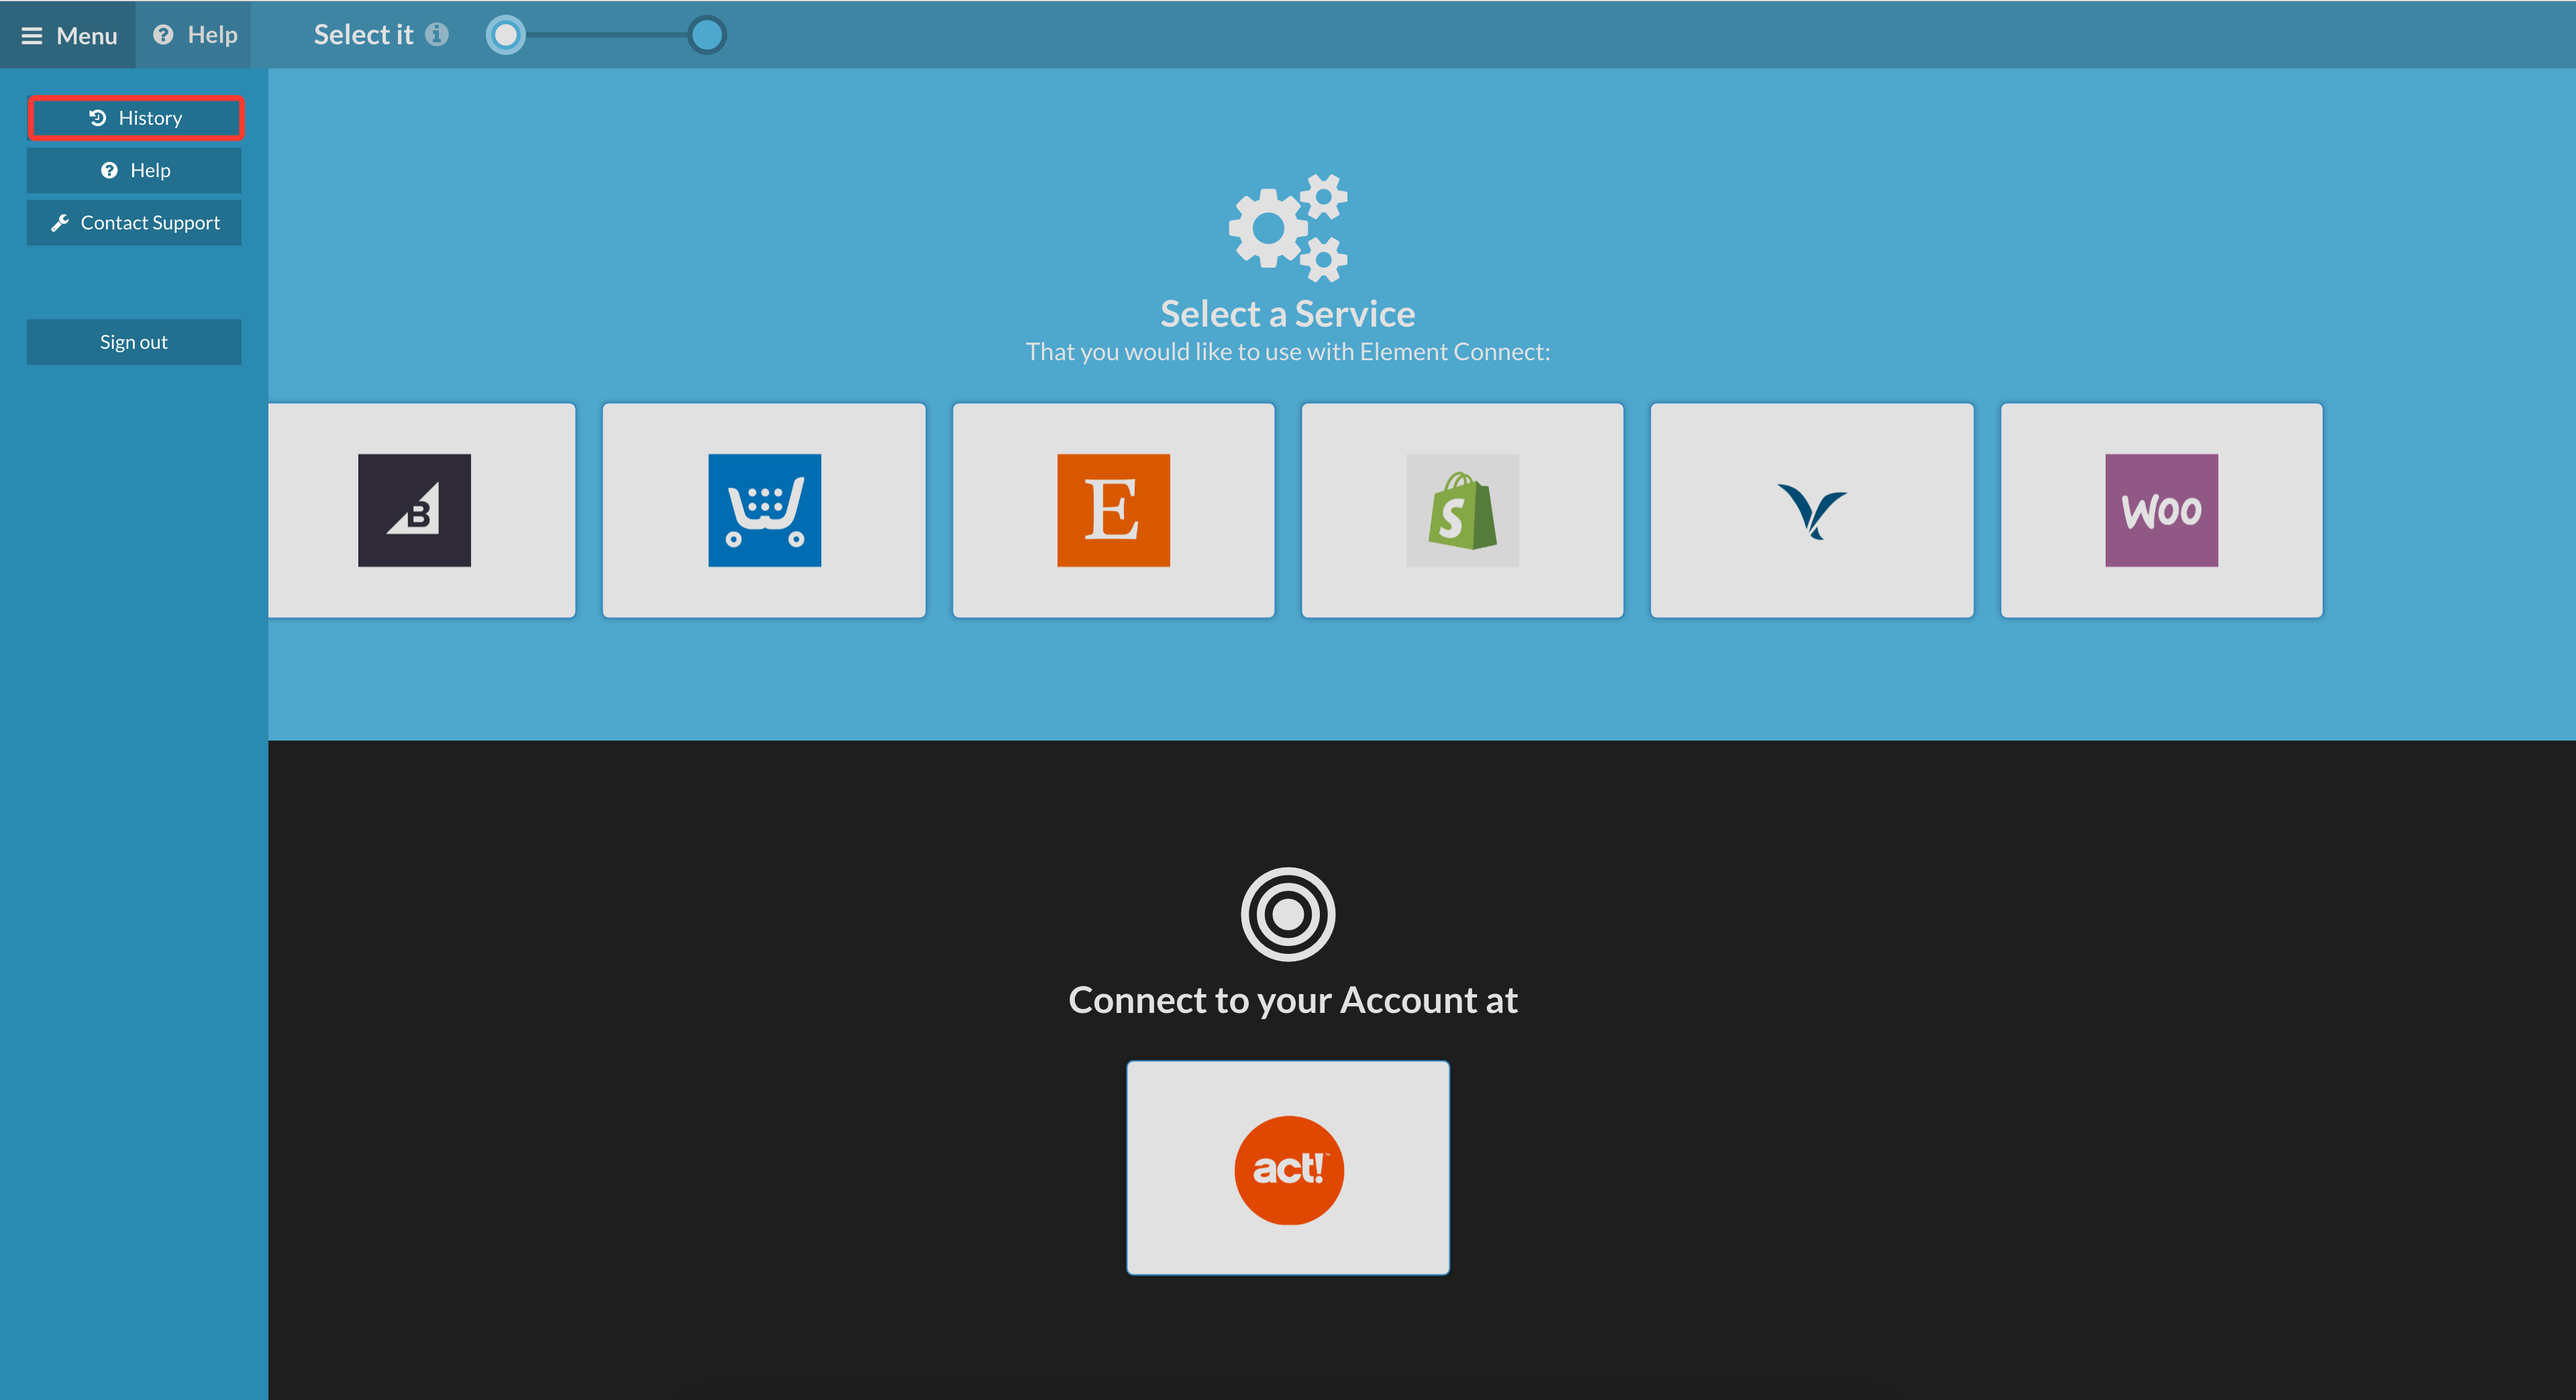 Menu
Help
Select it
History
Help
Contact Support
Sign out
Select a Service
That you would like to use with Element Connect:
B
E
S
WOO
Connect to your Account at
act!™